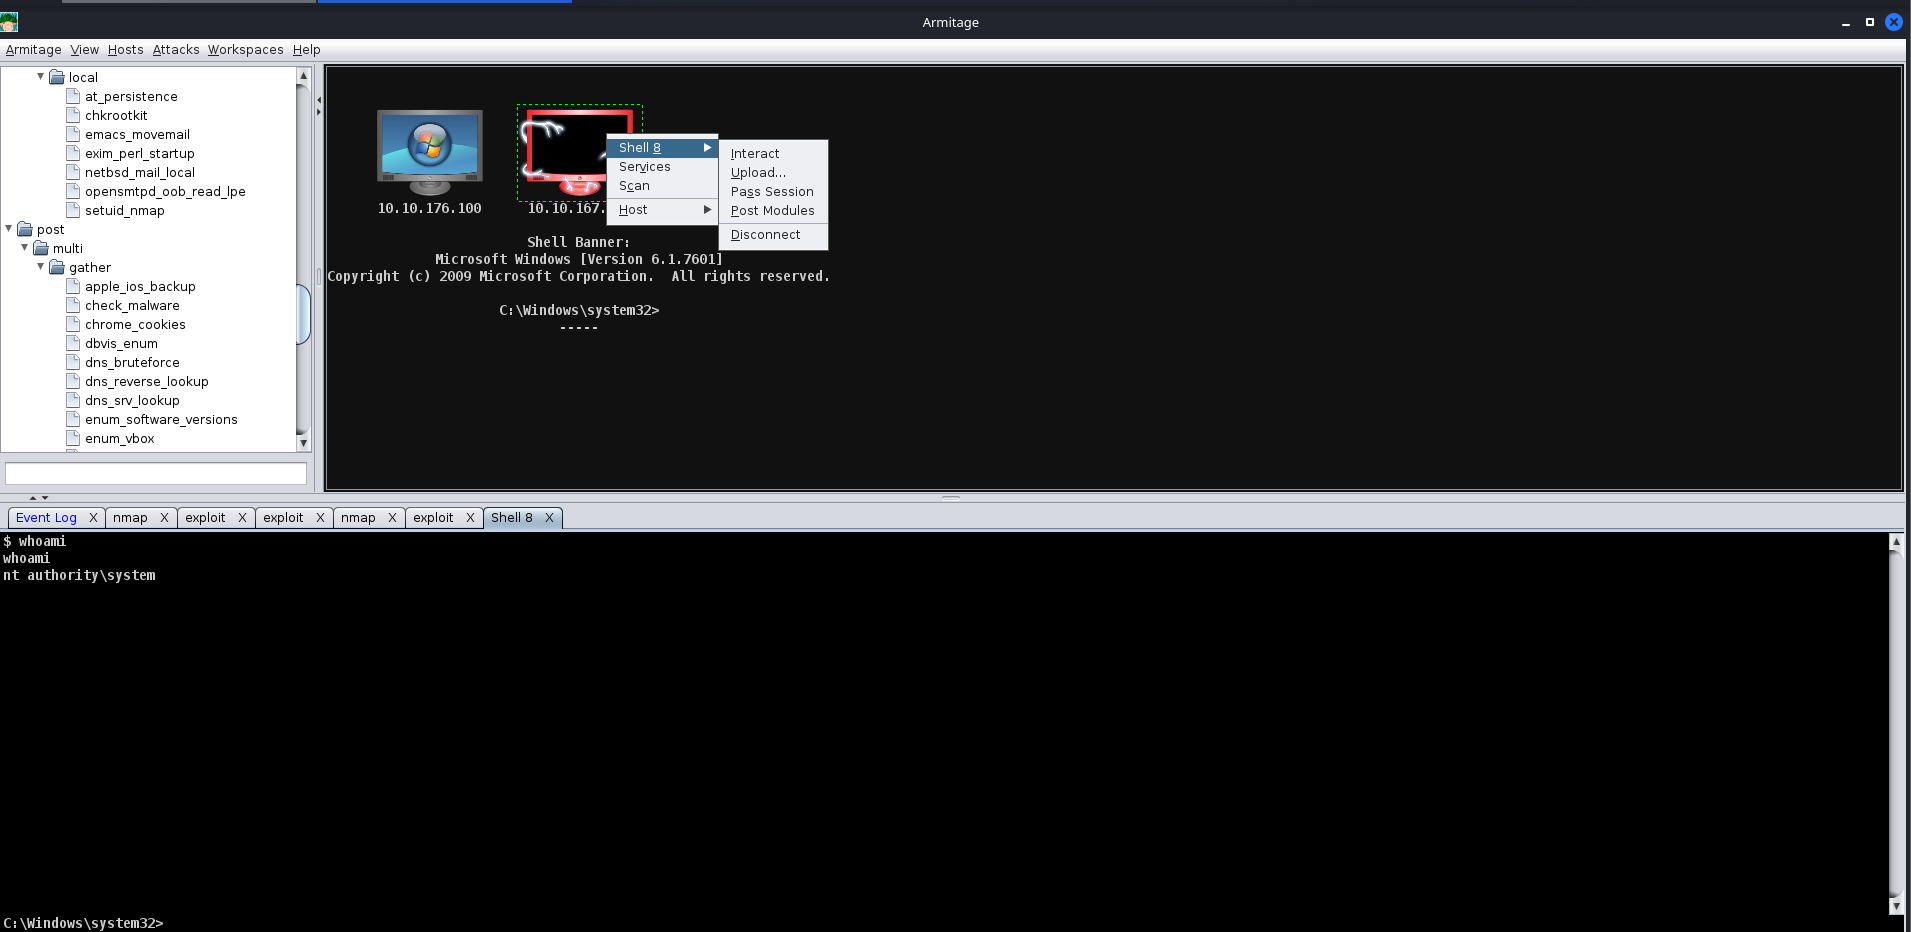 Armitage
Armitage View Hosts Attacks Workspaces Help
local
at_persistence
chkrootkit
emacs_movemail
exim_perl_startup
netbsd_mail_local
opensmtpd_oob_read_lpe
setuid_nmap
post
multi
gather
apple_ios_backup
check_malware
chrome_cookies
dbvis_enum
dns_bruteforce
dns_reverse_lookup
dns_srv_lookup
enum_software_versions
enum_vbox
10.10.176.100
10.10.167.
Shell 8
Services
Scan
Host
Interact
Upload...
Pass Session
Post Modules
Disconnect
Shell Banner:
Microsoft Windows [Version 6.1.7601]
Copyright (c) 2009 Microsoft Corporation.  All rights reserved.
C:\Windows\system32>
-----
Event Log X nmap X exploit X exploit X nmap X exploit X Shell 8 X
$ whoami
whoami
nt authority\system
C:\Windows\system32>